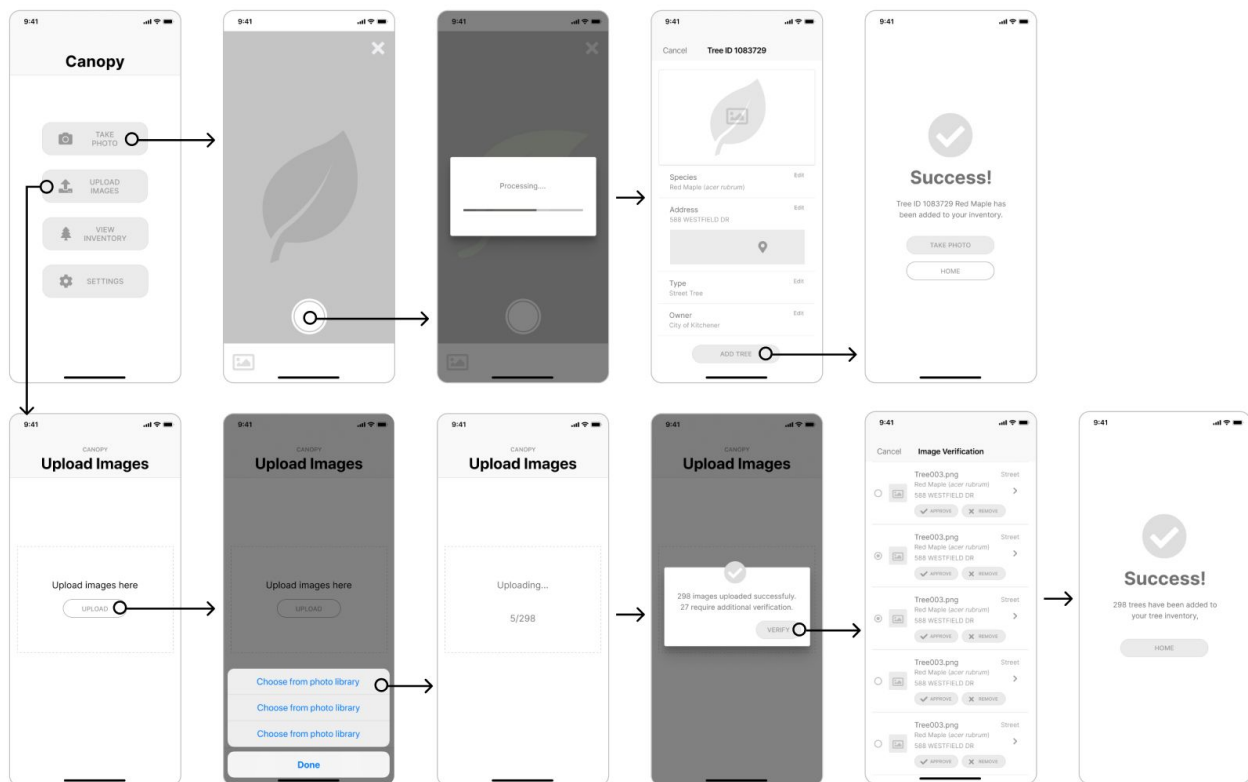 9:41
Canopy
TAKE
PHOTO
UPLOAD
IMAGES
VIEW
INVENTORY
SETTINGS
9:41
9:41
Processing....
9:41
Cancel
Tree ID 1083729
Species
Edit
Red Maple (acer rubrum)
Address
Edit
588 WESTFIELD DR
Type
Edit
Street Tree
Owner
Edit
City of Kitchener
ADD TREE
9:41
Success!
Tree ID 1083729 Red Maple has
been added to your inventory.
TAKE PHOTO
HOME
9:41
CANOPY
Upload Images
Upload images here
UPLOAD
9:41
CANOPY
Upload Images
Upload images here
UPLOAD
Choose from photo library
Choose from photo library
Choose from photo library
Done
9:41
CANOPY
Upload Images
Uploading...
5/298
9:41
CANOPY
Upload Images
298 images uploaded successfuly.
27 require additional verification.
VERIFY
9:41
Cancel
Image Verification
Tree003.png
Street
Red Maple (acer rubrum)
588 WESTFIELD DR
APPROVE
REMOVE
Tree003.png
Street
Red Maple (acer rubrum)
588 WESTFIELD DR
APPROVE
REMOVE
Tree003.png
Street
Red Maple (acer rubrum)
588 WESTFIELD DR
APPROVE
REMOVE
Tree003.png
Street
Red Maple (acer rubrum)
588 WESTFIELD DR
APPROVE
REMOVE
Tree003.png
Street
Red Maple (acer rubrum)
588 WESTFIELD DR
APPROVE
REMOVE
9:41
Success!
298 trees have been added to
your tree inventory,
HOME